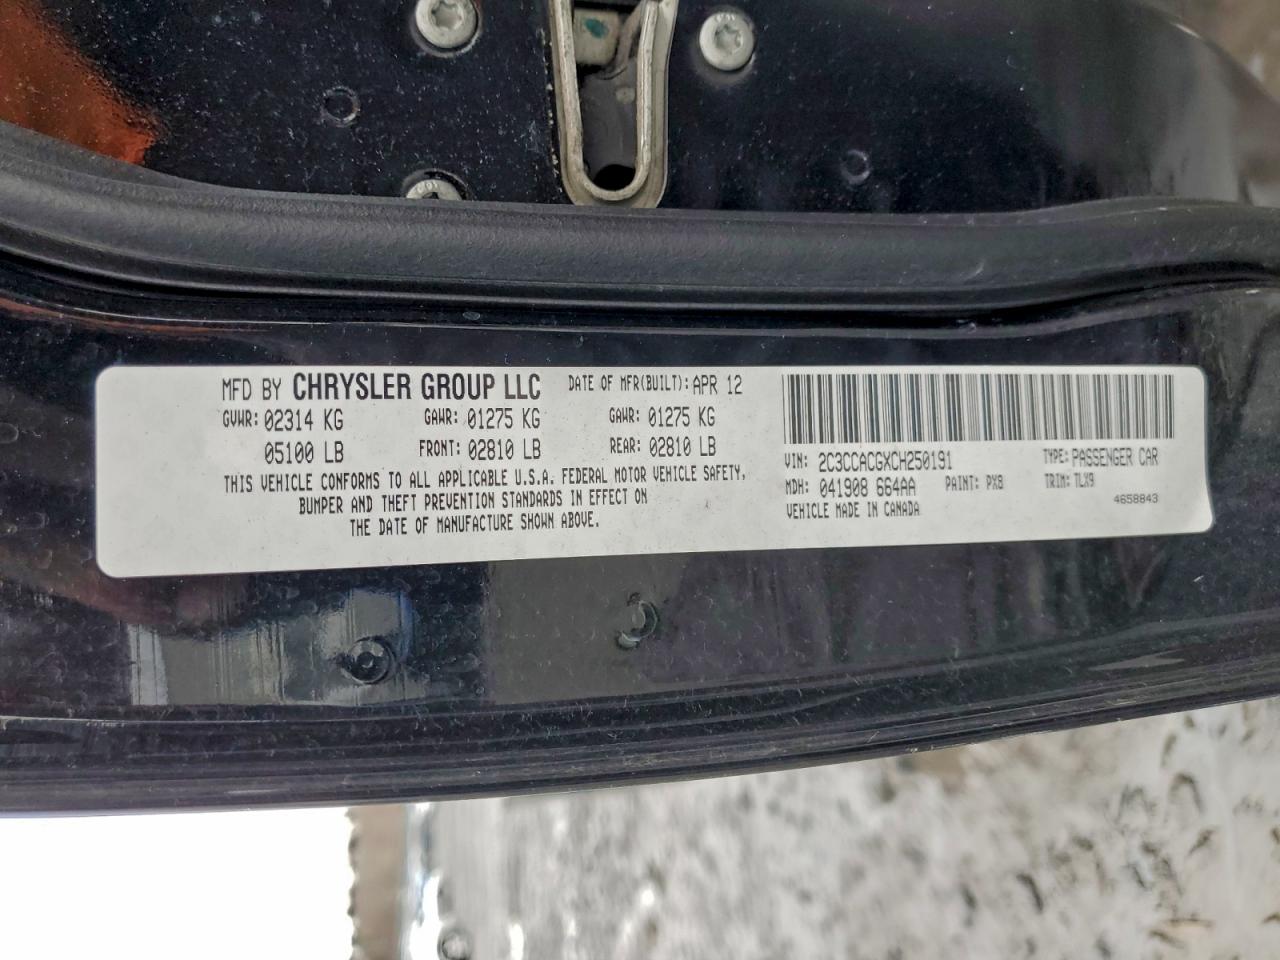 MFD BY CHRYSLER GROUP LLC DATE OF MFR(BUILT): APR 12
GVWR: 02314 KG GAWR: 01275 KG GAWR: 01275 KG
05100 LB FRONT: 02810 LB REAR: 02810 LB
THIS VEHICLE CONFORMS TO ALL APPLICABLE U.S.A. FEDERAL MOTOR VEHICLE SAFETY,
BUMPER AND THEFT PREVENTION STANDARDS IN EFFECT ON
THE DATE OF MANUFACTURE SHOWN ABOVE.
VIN: 2C3CCACGXCH250191 TYPE: PASSENGER CAR
MDH: 041908 664AA PAINT: PX8 TRIM: TLX9
VEHICLE MADE IN CANADA 4658843